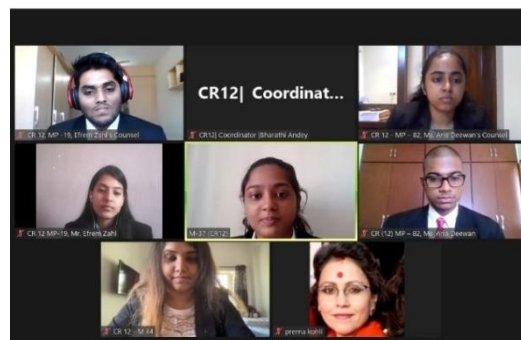 CR12| Coordinat...
CR 12, MP -19, Efrem Zahl's Counsel
CR12| Coordinator |Bharathi Andey
CR 12 - MP - 82, Ms. Aria Deewan's Counsel
CR 12 MP-19, Mr. Efrem Zahl
M-37 (CR12)
CR (12) MP - 82, Ms. Aria Deewan
CR 12 - M 44
prerna kohli